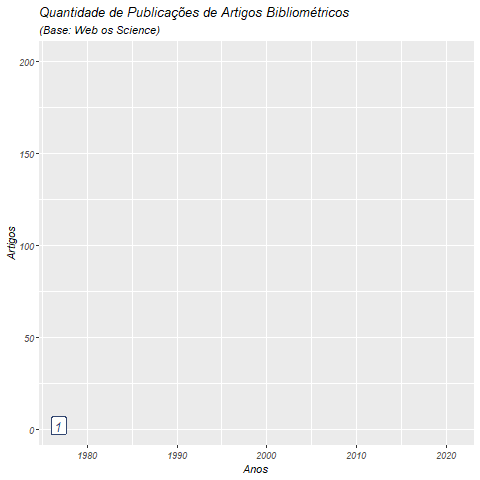 Quantidade de Publicações de Artigos Bibliométricos
(Base: Web os Science)
200
150
100
50
0
Artigos
1
1980 1990 2000 2010 2020
Anos